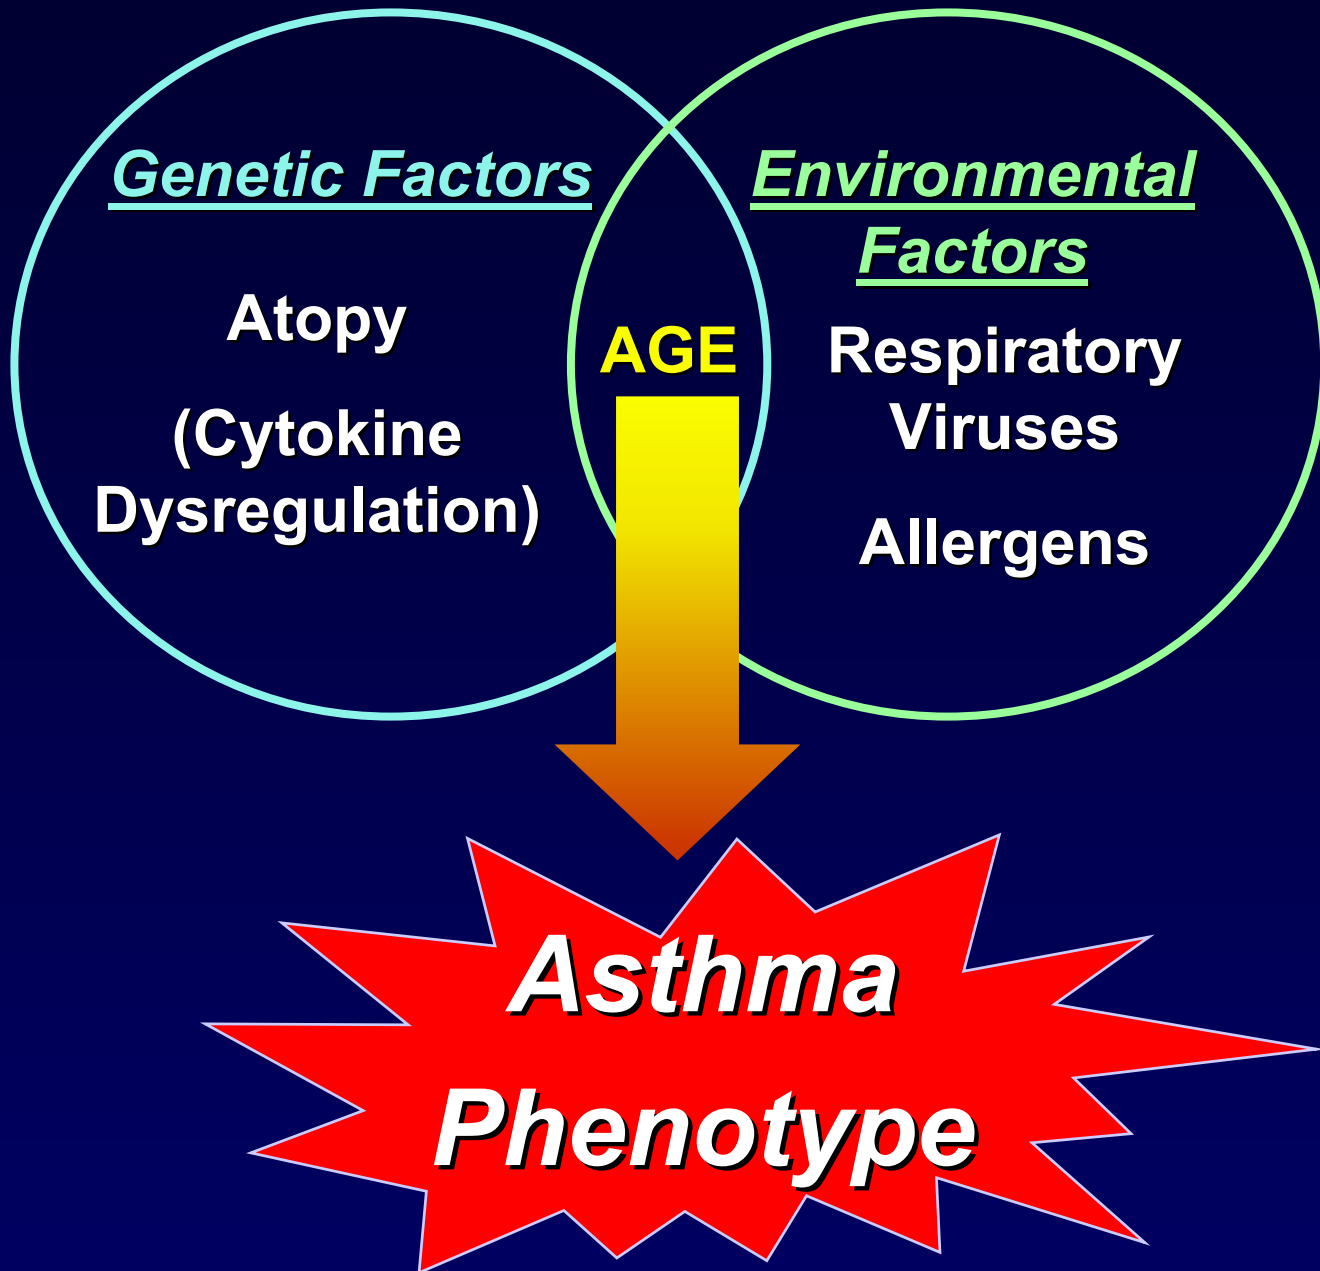 Genetic Factors
Atopy
(Cytokine
Dysregulation)
AGE
Environmental
Factors
Respiratory
Viruses
Allergens
Asthma
Phenotype